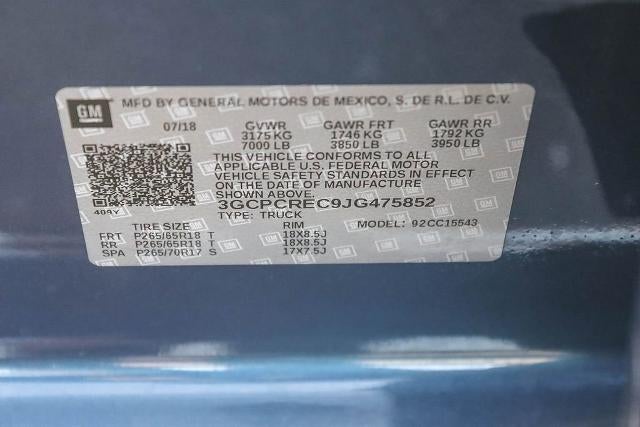 GM MFD BY GENERAL MOTORS DE MEXICO, S. DE R.L. DE C.V.
07/18 GVWR GAWR FRT GAWR RR
3175 KG 1746 KG 1792 KG
7000 LB 3850 LB 3950 LB
THIS VEHICLE CONFORMS TO ALL
APPLICABLE U.S. FEDERAL MOTOR
VEHICLE SAFETY STANDARDS IN EFFECT
ON THE DATE OF MANUFACTURE
SHOWN ABOVE.
3GCPCREC9JG475852
409Y TYPE: TRUCK
MODEL: 92CC15543
TIRE SIZE RIM
FRT P265/65R18 T 18X8.5J
RR P265/65R18 T 18X8.5J
SPA P265/70R17 S 17X7.5J